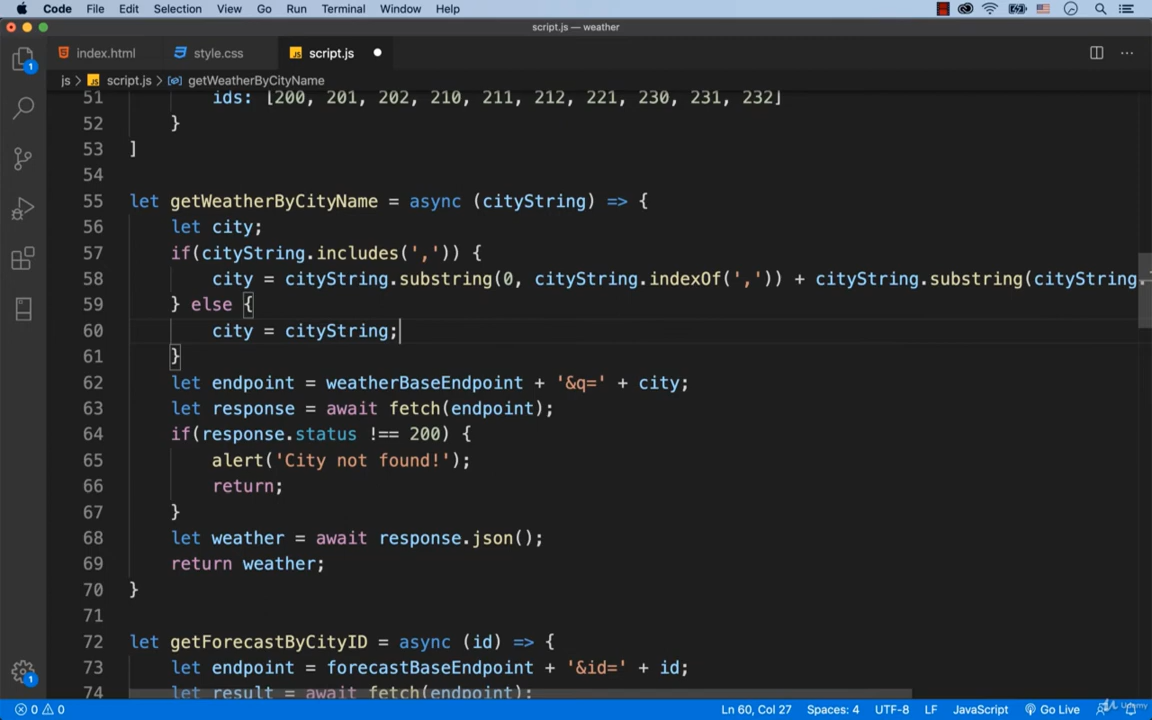 Code File Edit Selection View Go Run Terminal Window Help
script.js — weather
index.html style.css script.js
js > script.js > getWeatherByCityName
51 ids: [200, 201, 202, 210, 211, 212, 221, 230, 231, 232]
52 }
53 ]
54
55 let getWeatherByCityName = async (cityString) => {
56 let city;
57 if(cityString.includes(',')) {
58 city = cityString.substring(0, cityString.indexOf(',')) + cityString.substring(cityString.
59 } else {
60 city = cityString;
61 }
62 let endpoint = weatherBaseEndpoint + '&q=' + city;
63 let response = await fetch(endpoint);
64 if(response.status !== 200) {
65 alert('City not found!');
66 return;
67 }
68 let weather = await response.json();
69 return weather;
70 }
71
72 let getForecastByCityID = async (id) => {
73 let endpoint = forecastBaseEndpoint + '&id=' + id;
74 let result = await fetch(endpoint);
1
1
0 0 Ln 60, Col 27 Spaces: 4 UTF-8 LF JavaScript Go Live
Udemy